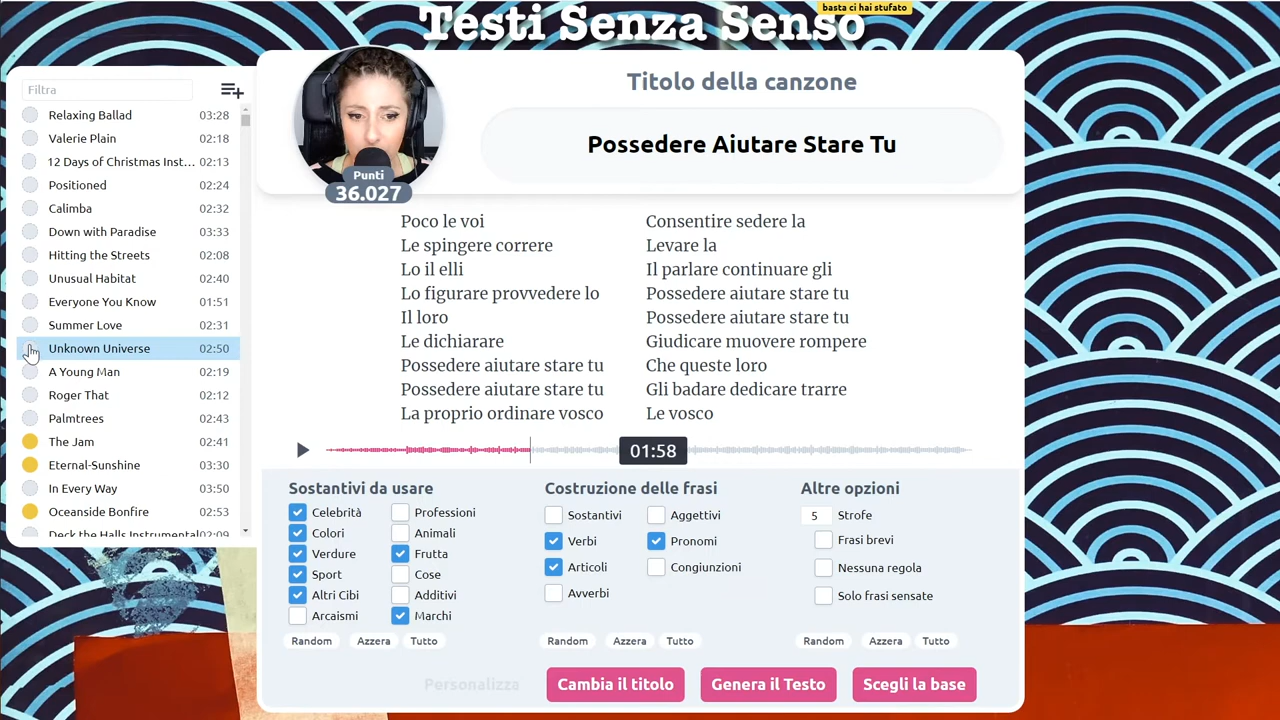 basta ci hai stufato
Testi Senza Senso
Filtra
Relaxing Ballad 03:28
Valerie Plain 02:18
12 Days of Christmas Inst... 02:13
Positioned 02:24
Calimba 02:32
Down with Paradise 03:33
Hitting the Streets 02:08
Unusual Habitat 02:40
Everyone You Know 01:51
Summer Love 02:31
Unknown Universe 02:50
A Young Man 02:19
Roger That 02:12
Palmtrees 02:43
The Jam 02:41
Eternal-Sunshine 03:30
In Every Way 03:50
Oceanside Bonfire 02:53
Deck the Halls Instrumental 02:09
Punti
36.027
Titolo della canzone
Possedere Aiutare Stare Tu
Poco le voi
Le spingere correre
Lo il elli
Lo figurare provvedere lo
Il loro
Le dichiarare
Possedere aiutare stare tu
Possedere aiutare stare tu
La proprio ordinare vosco
Consentire sedere la
Levare la
Il parlare continuare gli
Possedere aiutare stare tu
Possedere aiutare stare tu
Giudicare muovere rompere
Che queste loro
Gli badare dedicare trarre
Le vosco
01:58
Sostantivi da usare
Celebrità Professioni
Colori Animali
Verdure Frutta
Sport Cose
Altri Cibi Additivi
Arcaismi Marchi
Random Azzera Tutto
Costruzione delle frasi
Sostantivi Aggettivi
Verbi Pronomi
Articoli Congiunzioni
Avverbi
Random Azzera Tutto
Altre opzioni
5 Strofe
Frasi brevi
Nessuna regola
Solo frasi sensate
Random Azzera Tutto
Personalizza
Cambia il titolo
Genera il Testo
Scegli la base